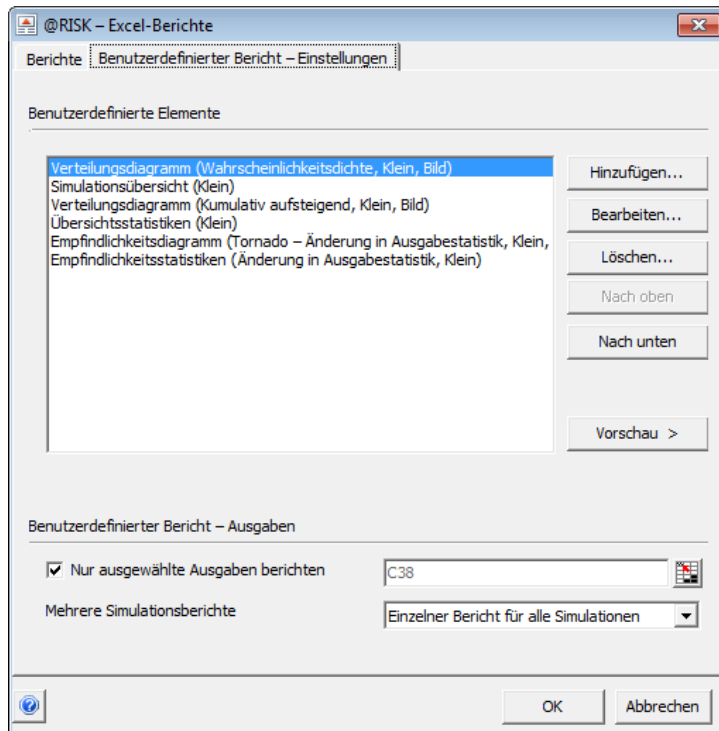 @RISK – Excel-Berichte
Berichte
Benutzerdefinierter Bericht – Einstellungen
Benutzerdefinierte Elemente
Verteilungsdiagramm (Wahrscheinlichkeitsdichte, Klein, Bild)
Simulationsübersicht (Klein)
Verteilungsdiagramm (Kumulativ aufsteigend, Klein, Bild)
Übersichtsstatistiken (Klein)
Empfindlichkeitsdiagramm (Tornado – Änderung in Ausgabestatistik, Klein,
Empfindlichkeitsstatistiken (Änderung in Ausgabestatistik, Klein)
Hinzufügen...
Bearbeiten...
Löschen...
Nach oben
Nach unten
Vorschau >
Benutzerdefinierter Bericht – Ausgaben
Nur ausgewählte Ausgaben berichten
C38
Mehrere Simulationsberichte
Einzelner Bericht für alle Simulationen
OK
Abbrechen